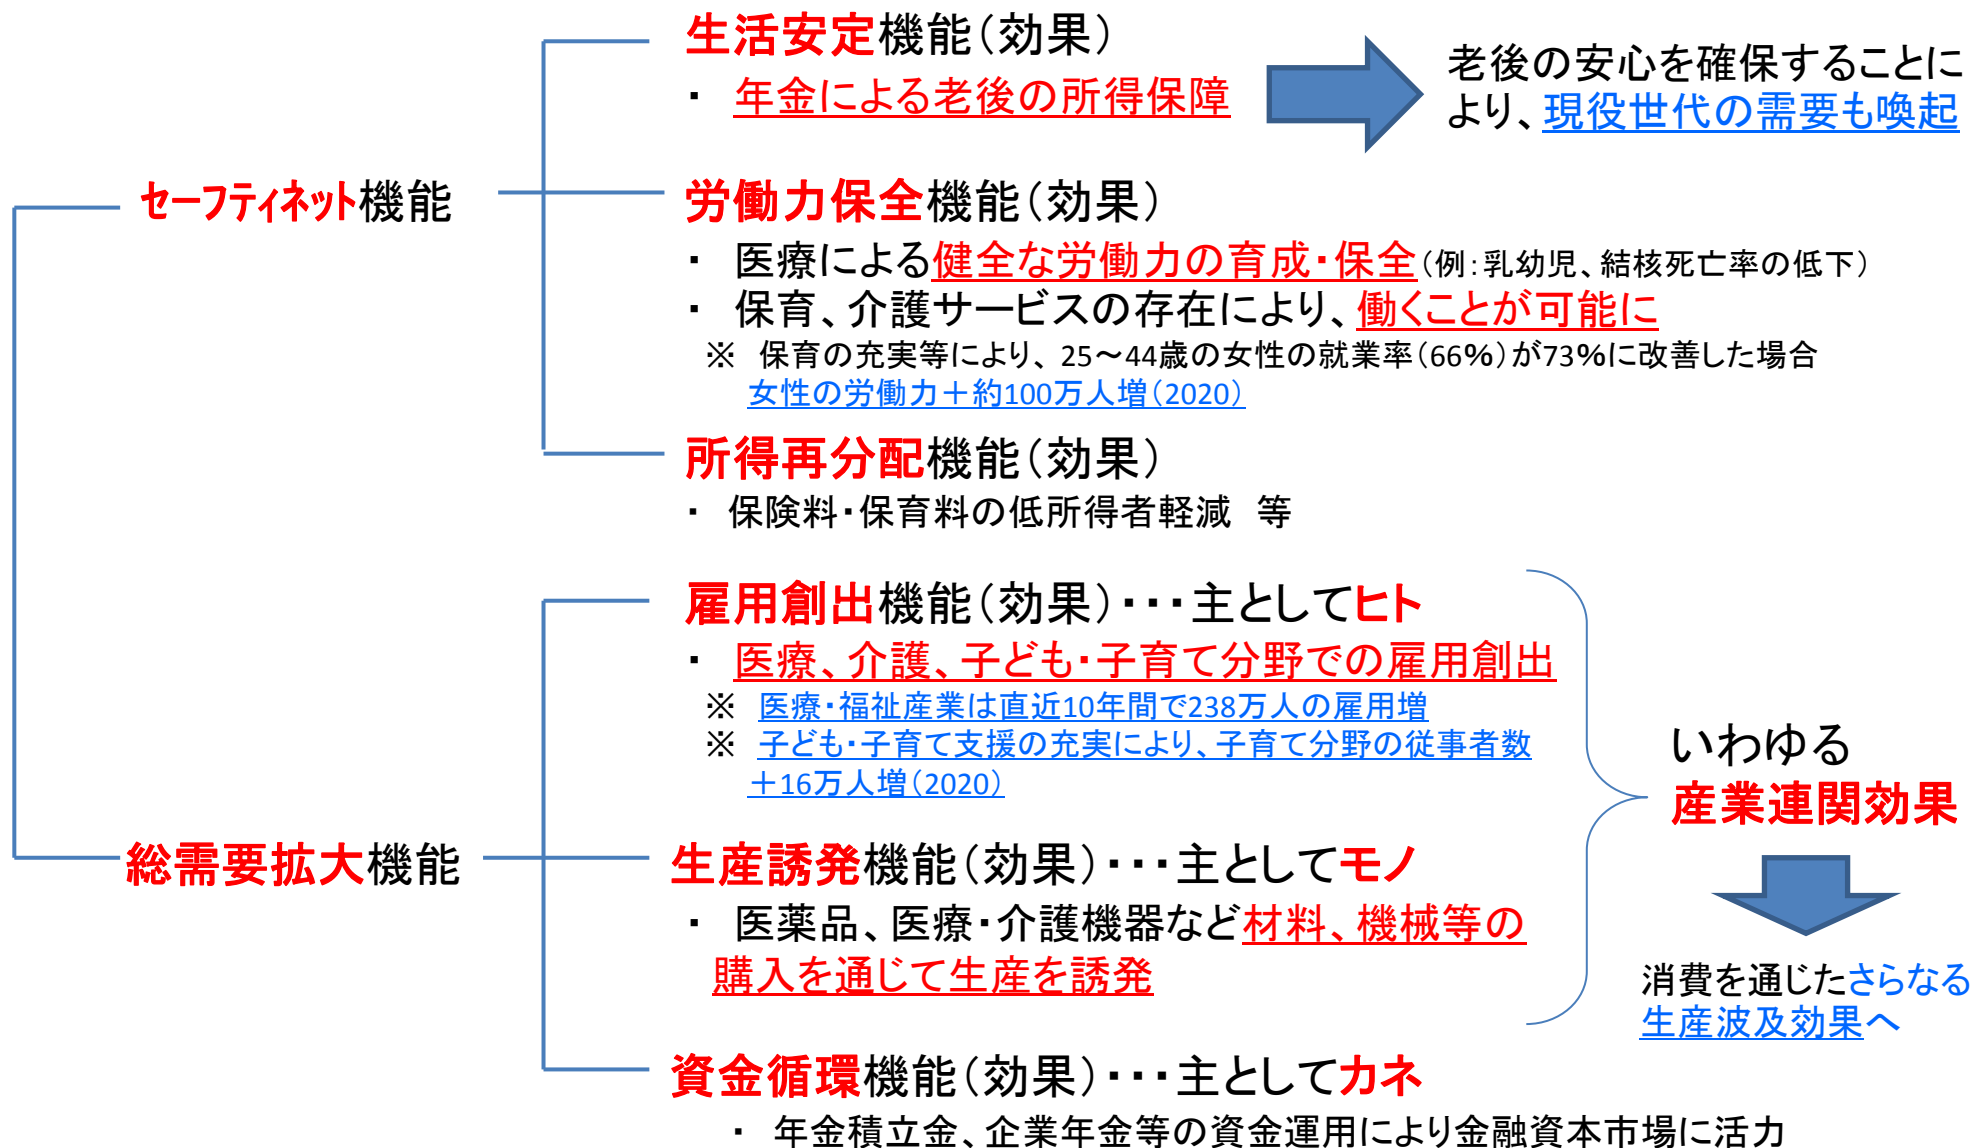 生活安定機能（効果）
・ 年金による老後の所得保障
老後の安心を確保することに
より、現役世代の需要も喚起
セーフティネット機能
労働力保全機能（効果）
・ 医療による健全な労働力の育成・保全（例：乳幼児、結核死亡率の低下）
・ 保育、介護サービスの存在により、働くことが可能に
※ 保育の充実等により、25～44歳の女性の就業率（66%）が73%に改善した場合
女性の労働力＋約100万人増（2020）
所得再分配機能（効果）
・ 保険料・保育料の低所得者軽減 等
雇用創出機能（効果）・・・主としてヒト
・ 医療、介護、子ども・子育て分野での雇用創出
※ 医療・福祉産業は直近10年間で238万人の雇用増
※ 子ども・子育て支援の充実により、子育て分野の従事者数
＋16万人増（2020）
いわゆる
産業連関効果
総需要拡大機能
生産誘発機能（効果）・・・主としてモノ
・ 医薬品、医療・介護機器など材料、機械等の
購入を通じて生産を誘発
消費を通じたさらなる
生産波及効果へ
資金循環機能（効果）・・・主としてカネ
・ 年金積立金、企業年金等の資金運用により金融資本市場に活力